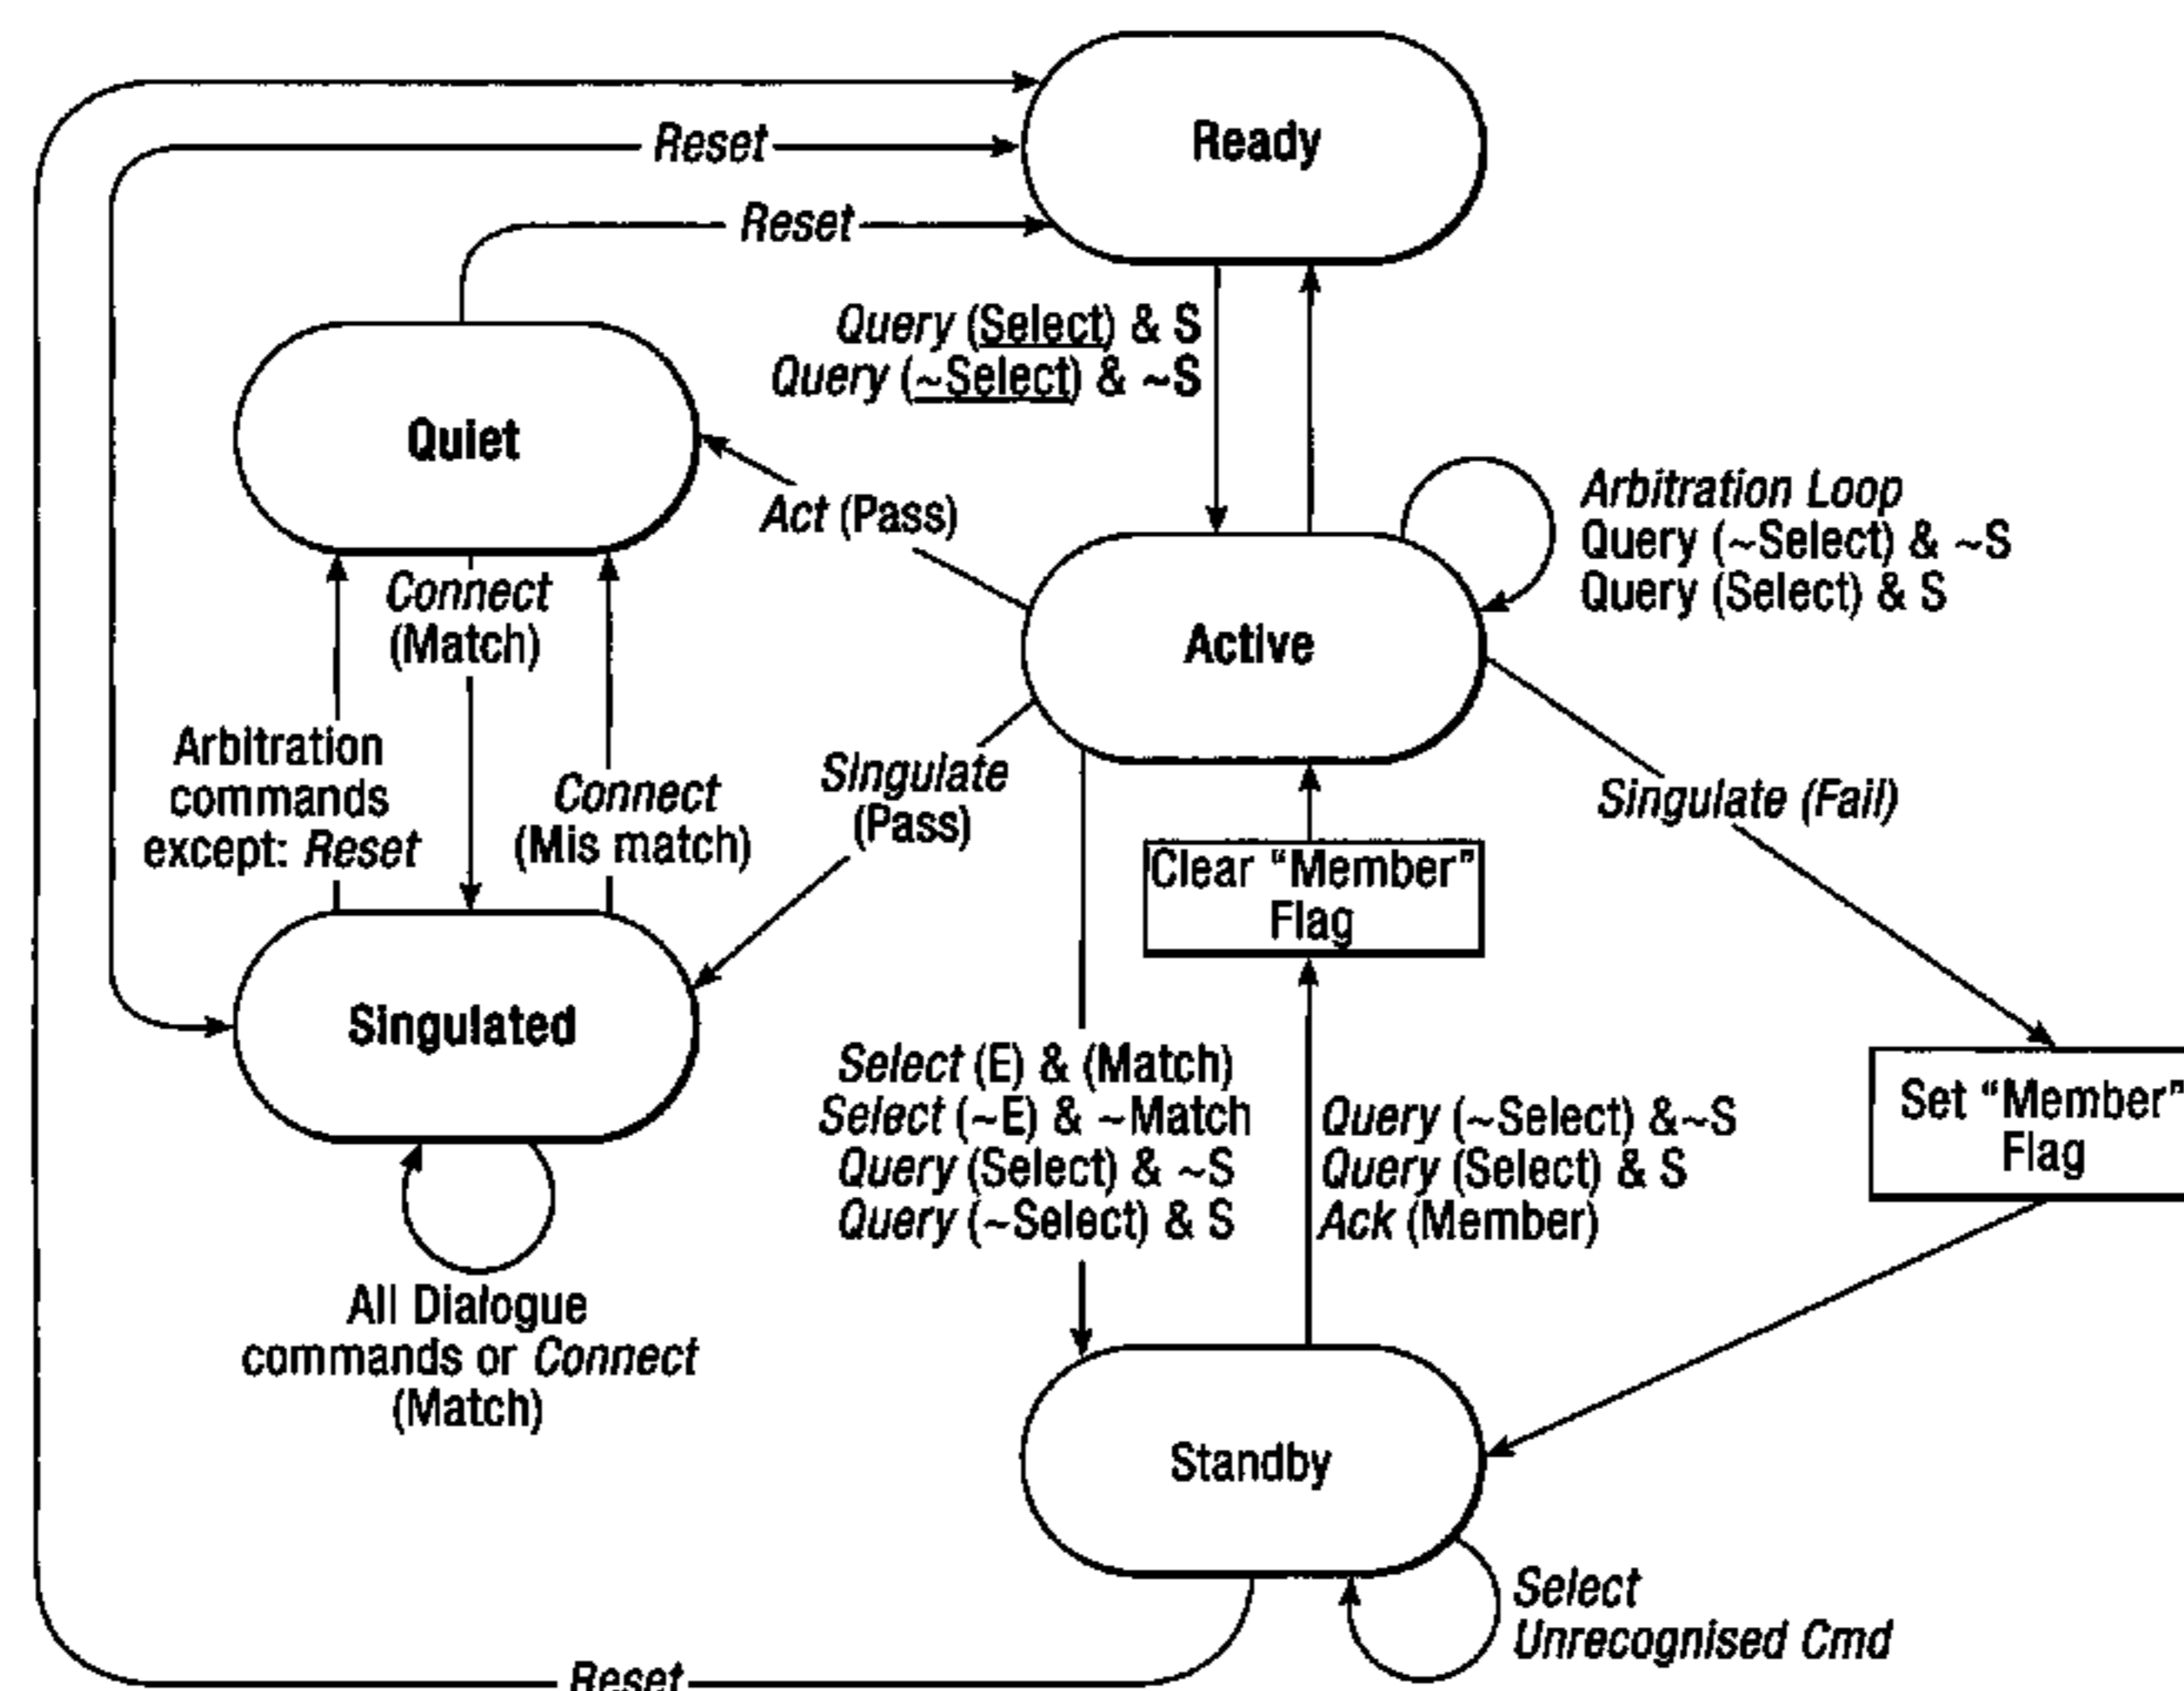 Ready
Reset
Reset
Query (Select) & S
Query (~Select) & ~S
Quiet
Act (Pass)
Arbitration Loop
Query (~Select) & ~S
Query (Select) & S
Connect
(Match)
Active
Arbitration
commands
except: Reset
Connect
(Mis match)
Singulate
(Pass)
Singulate (Fail)
Clear “Member”
Flag
Singulated
Select (E) & (Match)
Select (~E) & ~Match
Query (Select) & ~S
Query (~Select) & S
Query (~Select) &~S
Query (Select) & S
Ack (Member)
Set “Member”
Flag
All Dialogue
commands or Connect
(Match)
Standby
Select
Unrecognised Cmd
Reset